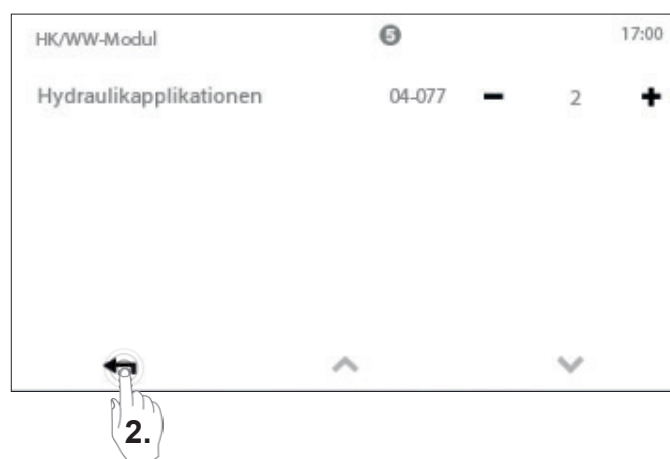 HK/WW-Modul 5 17:00
Hydraulikapplikationen 04-077 − 2 +
2.